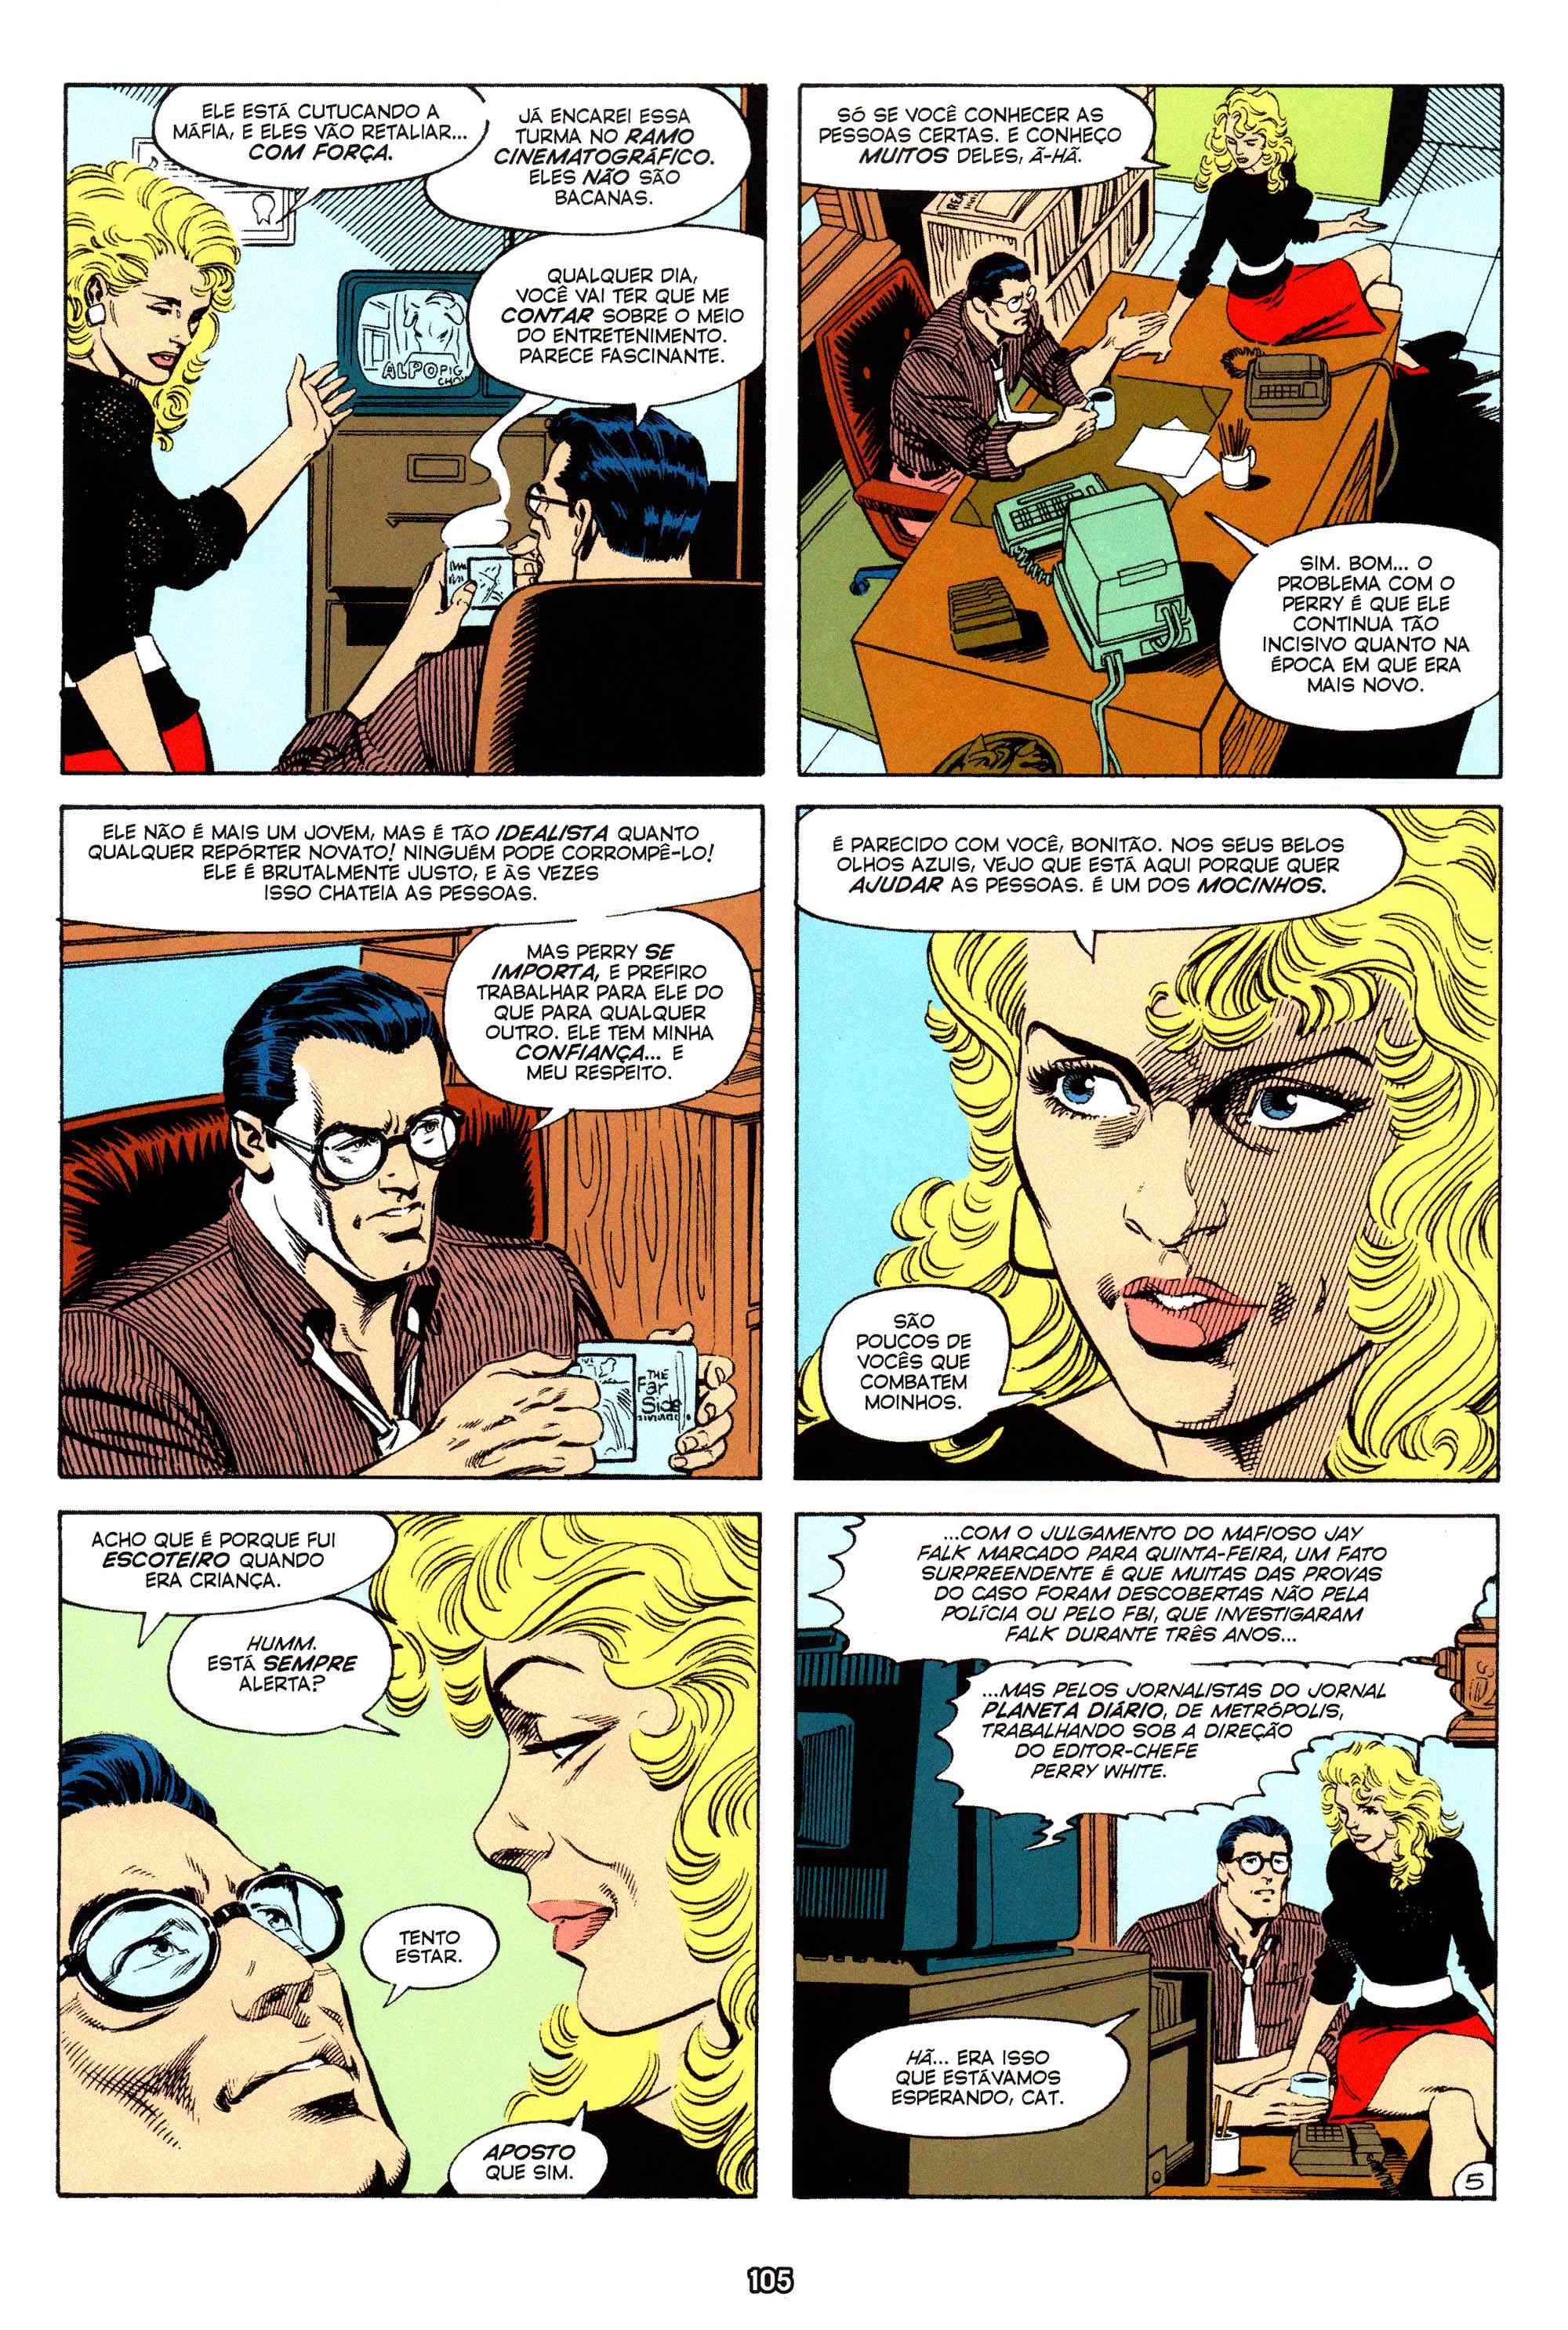 ELE ESTÁ CUTUCANDO A
MÁFIA, E ELES VÃO RETALIAR...
COM FORÇA.
JÁ ENCAREI ESSA
TURMA NO RAMO
CINEMATOGRÁFICO.
ELES NÃO SÃO
BACANAS.
QUALQUER DIA,
VOCÊ VAI TER QUE ME
CONTAR SOBRE O MEIO
DO ENTRETENIMENTO.
PARECE FASCINANTE.
ALPO PIG
SÓ SE VOCÊ CONHECER AS
PESSOAS CERTAS. E CONHEÇO
MUITOS DELES, Ã-HÃ.
SIM. BOM... O
PROBLEMA COM O
PERRY É QUE ELE
CONTINUA TÃO
INCISIVO QUANTO NA
ÉPOCA EM QUE ERA
MAIS NOVO.
ELE NÃO É MAIS UM JOVEM, MAS É TÃO IDEALISTA QUANTO
QUALQUER REPÓRTER NOVATO! NINGUÉM PODE CORROMPÊ-LO!
ELE É BRUTALMENTE JUSTO, E ÀS VEZES
ISSO CHATEIA AS PESSOAS.
MAS PERRY SE
IMPORTA, E PREFIRO
TRABALHAR PARA ELE DO
QUE PARA QUALQUER
OUTRO. ELE TEM MINHA
CONFIANÇA... E
MEU RESPEITO.
THE
Far
Side
É PARECIDO COM VOCÊ, BONITÃO. NOS SEUS BELOS
OLHOS AZUIS, VEJO QUE ESTÁ AQUI PORQUE QUER
AJUDAR AS PESSOAS. É UM DOS MOCINHOS.
SÃO
POUCOS DE
VOCÊS QUE
COMBATEM
MOINHOS.
ACHO QUE É PORQUE FUI
ESCOTEIRO QUANDO
ERA CRIANÇA.
HUMM.
ESTÁ SEMPRE
ALERTA?
TENTO
ESTAR.
APOSTO
QUE SIM.
...COM O JULGAMENTO DO MAFIOSO JAY
FALK MARCADO PARA QUINTA-FEIRA, UM FATO
SURPREENDENTE É QUE MUITAS DAS PROVAS
DO CASO FORAM DESCOBERTAS NÃO PELA
POLÍCIA OU PELO FBI, QUE INVESTIGARAM
FALK DURANTE TRÊS ANOS...
...MAS PELOS JORNALISTAS DO JORNAL
PLANETA DIÁRIO, DE METRÓPOLIS,
TRABALHANDO SOB A DIREÇÃO
DO EDITOR-CHEFE
PERRY WHITE.
HÃ... ERA ISSO
QUE ESTÁVAMOS
ESPERANDO, CAT.
5
105